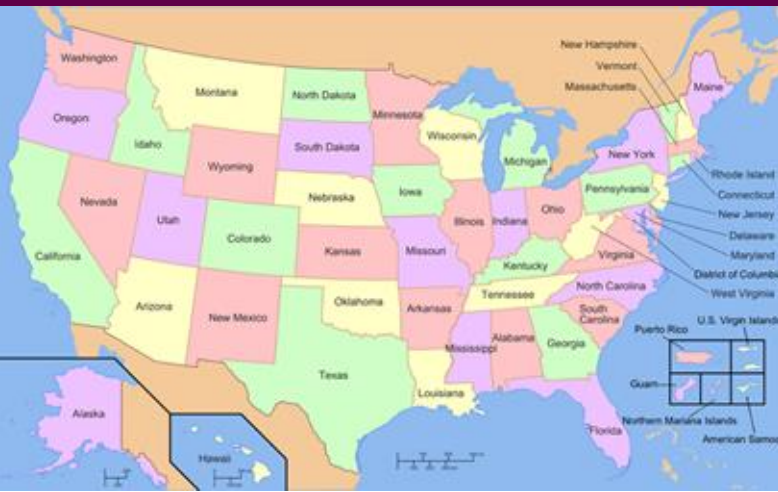 Washington
Montana
North Dakota
Minnesota
New Hampshire
Vermont
Massachusetts
Maine
Oregon
Idaho
South Dakota
Wisconsin
Michigan
New York
Wyoming
Rhode Island
Connecticut
New Jersey
Delaware
Maryland
District of Columbi
West Virginia
Nevada
Utah
Nebraska
Iowa
Illinois
Indiana
Ohio
Pennsylvania
California
Colorado
Kansas
Missouri
Kentucky
Virginia
Arizona
New Mexico
Oklahoma
Arkansas
Tennessee
North Carolina
South
Carolina
Texas
Louisiana
Mississippi
Alabama
Georgia
Florida
Alaska
Hawaii
U.S. Virgin Islands
Puerto Rico
Guam
Northern Mariana Islands
American Samoa